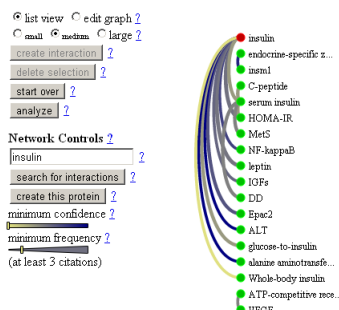 list view edit graph ?
small medium large ?
create interaction ?
delete selection ?
start over ?
analyze ?
Network Controls ?
insulin ?
search for interactions ?
create this protein ?
minimum confidence ?
minimum frequency ?
(at least 3 citations)
insulin
endocrine-specific z...
insm1
C-peptide
serum insulin
HOMA-IR
MetS
NF-kappaB
leptin
IGFs
DD
Epac2
ALT
glucose-to-insulin
alanine aminotransfe...
Whole-body insulin
ATP-competitive rece...